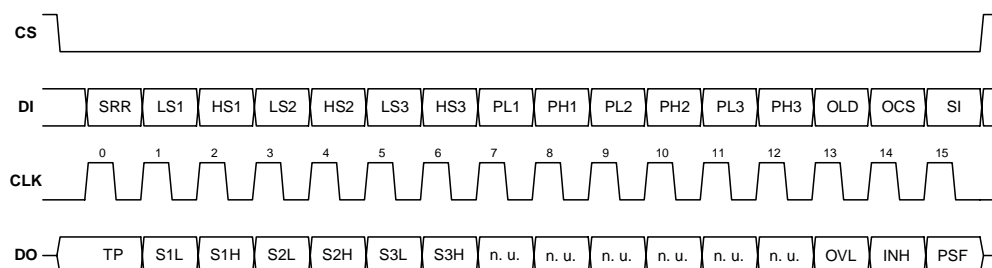 CS
DI SRR LS1 HS1 LS2 HS2 LS3 HS3 PL1 PH1 PL2 PH2 PL3 PH3 OLD OCS SI
0 1 2 3 4 5 6 7 8 9 10 11 12 13 14 15
CLK
DO TP S1L S1H S2L S2H S3L S3H n. u. n. u. n. u. n. u. n. u. n. u. OVL INH PSF